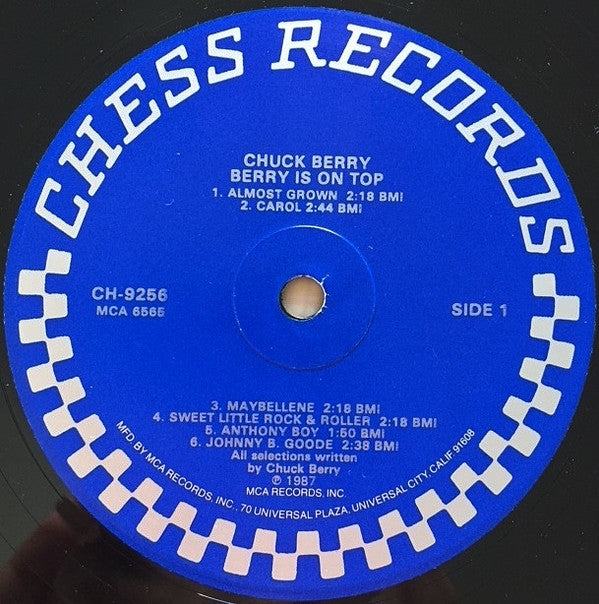 CHESS RECORDS
CHUCK BERRY
BERRY IS ON TOP
1. ALMOST GROWN 2:18 BMI
2. CAROL 2:44 BMI
CH-9256
MCA 6565
SIDE 1
3. MAYBELLENE 2:18 BMI
4. SWEET LITTLE ROCK & ROLLER 2:18 BMI
5. ANTHONY BOY 1:50 BMI
6. JOHNNY B. GOODE 2:38 BMI
All selections written
by Chuck Berry
℗ 1987
MCA RECORDS, INC.
MFD. BY MCA RECORDS, INC., 70 UNIVERSAL PLAZA, UNIVERSAL CITY, CALIF. 91608